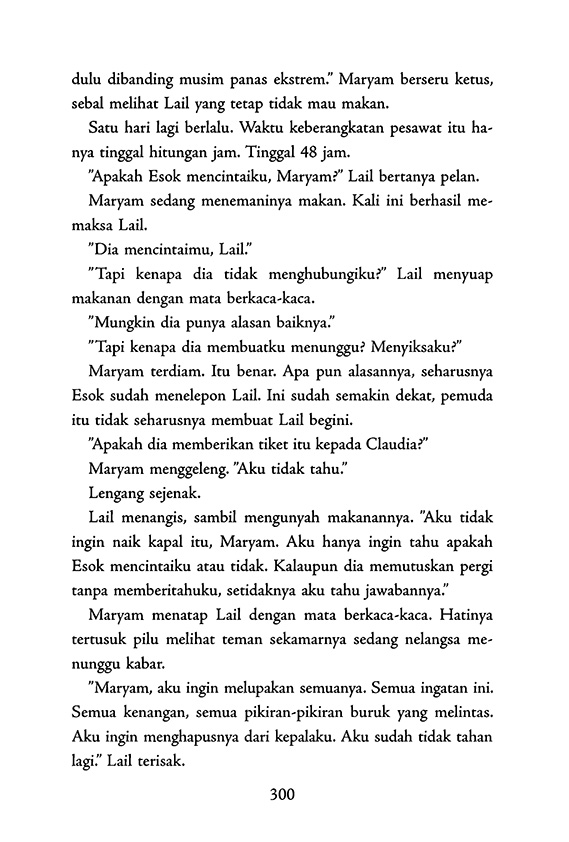 dulu dibanding musim panas ekstrem.” Maryam berseru ketus,
sebal melihat Lail yang tetap tidak mau makan.
Satu hari lagi berlalu. Waktu keberangkatan pesawat itu ha-
nya tinggal hitungan jam. Tinggal 48 jam.
”Apakah Esok mencintaiku, Maryam?” Lail bertanya pelan.
Maryam sedang menemaninya makan. Kali ini berhasil me-
maksa Lail.
”Dia mencintaimu, Lail.”
”Tapi kenapa dia tidak menghubungiku?” Lail menyuap
makanan dengan mata berkaca-kaca.
”Mungkin dia punya alasan baiknya.”
”Tapi kenapa dia membuatku menunggu? Menyiksaku?”
Maryam terdiam. Itu benar. Apa pun alasannya, seharusnya
Esok sudah menelepon Lail. Ini sudah semakin dekat, pemuda
itu tidak seharusnya membuat Lail begini.
”Apakah dia memberikan tiket itu kepada Claudia?”
Maryam menggeleng. ”Aku tidak tahu.”
Lengang sejenak.
Lail menangis, sambil mengunyah makanannya. ”Aku tidak
ingin naik kapal itu, Maryam. Aku hanya ingin tahu apakah
Esok mencintaiku atau tidak. Kalaupun dia memutuskan pergi
tanpa memberitahuku, setidaknya aku tahu jawabannya.”
Maryam menatap Lail dengan mata berkaca-kaca. Hatinya
tertusuk pilu melihat teman sekamarnya sedang nelangsa me-
nunggu kabar.
”Maryam, aku ingin melupakan semuanya. Semua ingatan ini.
Semua kenangan, semua pikiran-pikiran buruk yang melintas.
Aku ingin menghapusnya dari kepalaku. Aku sudah tidak tahan
lagi.” Lail terisak.
300